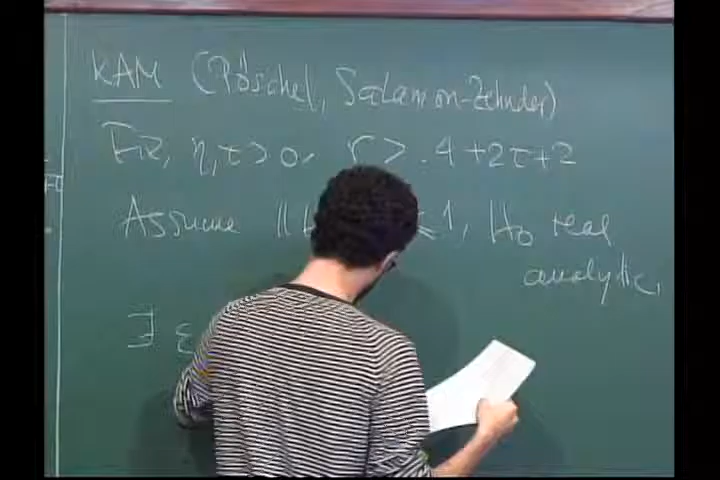 KAM (Pöschel, Salamon-Zehnder)
Fix, η, τ > 0, r > 4+2τ+2
Assume || ≤ 1, H₀ real
analytic,
∃ ε